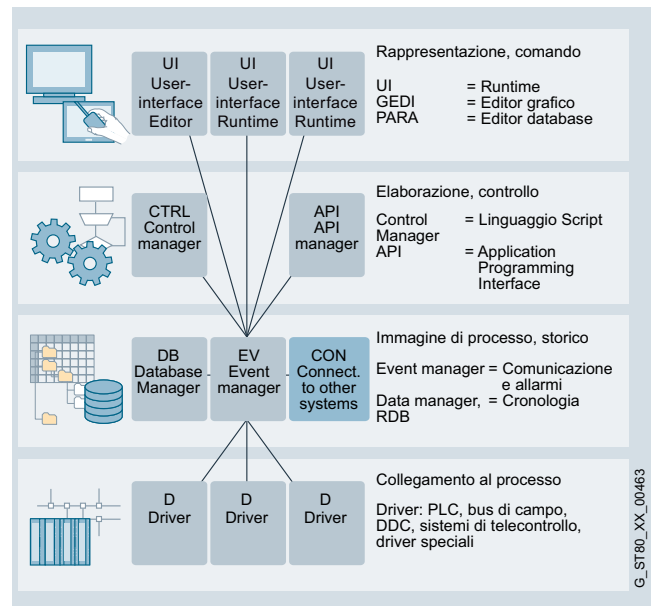 UI
User-
interface
Editor
UI
User-
interface
Runtime
UI
User-
interface
Runtime
Rappresentazione, comando
UI = Runtime
GEDI = Editor grafico
PARA = Editor database
CTRL
Control
manager
API
API
manager
Elaborazione, controllo
Control = Linguaggio Script
Manager
API = Application
Programming
Interface
DB
Database
Manager
EV
Event
manager
CON
Connect.
to other
systems
Immagine di processo, storico
Event manager = Comunicazione
e allarmi
Data manager, = Cronologia
RDB
D
Driver
D
Driver
D
Driver
Collegamento al processo
Driver: PLC, bus di campo,
DDC, sistemi di telecontrollo,
driver speciali
G_ST80_XX_00463